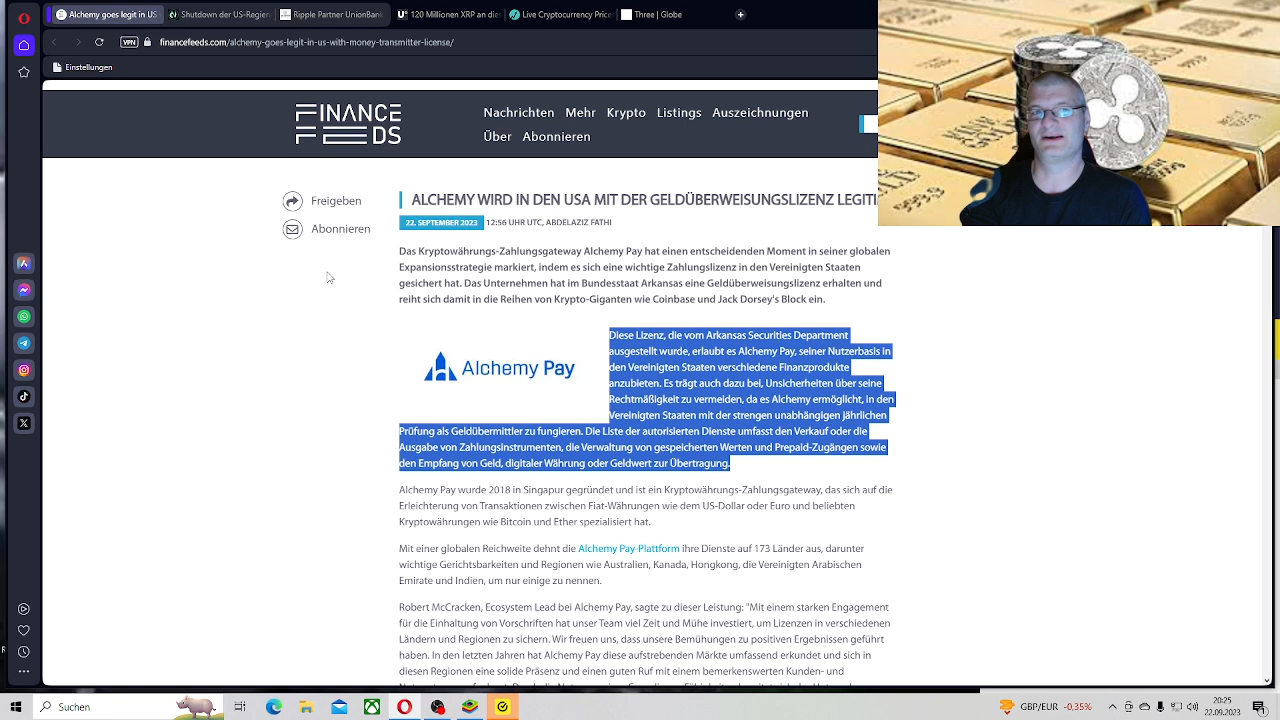 Alchemy goes legit in US
US-Gesetzgeber drängen SEC
Ripple Partner UnionBank
120 Millionen XRP an die
Live Cryptocurrency Price
Three | Globe
VPN financefeeds.com/alchemy-goes-legit-in-us-with-money-transmitter-license/
Adressen
FINANCE
FEEDS
Nachrichten Mehr Krypto Listings Auszeichnungen
Über Abonnieren
Freigeben
Abonnieren
ALCHEMY WIRD IN DEN USA MIT DER GELDÜBERWEISUNGSLIZENZ LEGITI
22. SEPTEMBER 2023 12:56 UHR UTC, ABDELAZIZ FATHI
Das Kryptowährungs-Zahlungsgateway Alchemy Pay hat einen entscheidenden Moment in seiner globalen
Expansionsstrategie markiert, indem es sich eine wichtige Zahlungslizenz in den Vereinigten Staaten
gesichert hat. Das Unternehmen hat im Bundesstaat Arkansas eine Geldüberweisungslizenz erhalten und
reiht sich damit in die Reihen von Krypto-Giganten wie Coinbase und Jack Dorsey's Block ein.
Alchemy Pay
Diese Lizenz, die vom Arkansas Securities Department
ausgestellt wurde, erlaubt es Alchemy Pay, seiner Nutzerbasis in
den Vereinigten Staaten verschiedene Finanzprodukte
anzubieten. Es trägt auch dazu bei, Unsicherheiten über seine
Rechtmäßigkeit zu vermeiden, da es Alchemy ermöglicht, in den
Vereinigten Staaten mit der strengen unabhängigen jährlichen
Prüfung als Geldübermittler zu fungieren. Die Liste der autorisierten Dienste umfasst den Verkauf oder die
Ausgabe von Zahlungsinstrumenten, die Verwaltung von gespeicherten Werten und Prepaid-Zugängen sowie
den Empfang von Geld, digitaler Währung oder Geldwert zur Übertragung.
Alchemy Pay wurde 2018 in Singapur gegründet und ist ein Kryptowährungs-Zahlungsgateway, das sich auf die
Erleichterung von Transaktionen zwischen Fiat-Währungen wie dem US-Dollar oder Euro und beliebten
Kryptowährungen wie Bitcoin und Ether spezialisiert hat.
Mit einer globalen Reichweite dehnt die Alchemy Pay-Plattform ihre Dienste auf 173 Länder aus, darunter
wichtige Gerichtsbarkeiten und Regionen wie Australien, Kanada, Hongkong, die Vereinigten Arabischen
Emirate und Indien, um nur einige zu nennen.
Robert McCracken, Ecosystem Lead bei Alchemy Pay, sagte zu dieser Leistung: "Mit einem starken Engagement
für die Einhaltung von Vorschriften hat unser Team viel Zeit und Mühe investiert, um Lizenzen in verschiedenen
Ländern und Regionen zu sichern. Wir freuen uns, dass unsere Bemühungen zu positiven Ergebnissen geführt
haben. In den letzten Jahren hat Alchemy Pay diese aufstrebenden Märkte umfassend erkundet und sich in
diesen Regionen eine solide Präsenz und einen guten Ruf mit einem bemerkenswerten Kunden- und
Suchen
XRP/EUR -0.39%
20:25